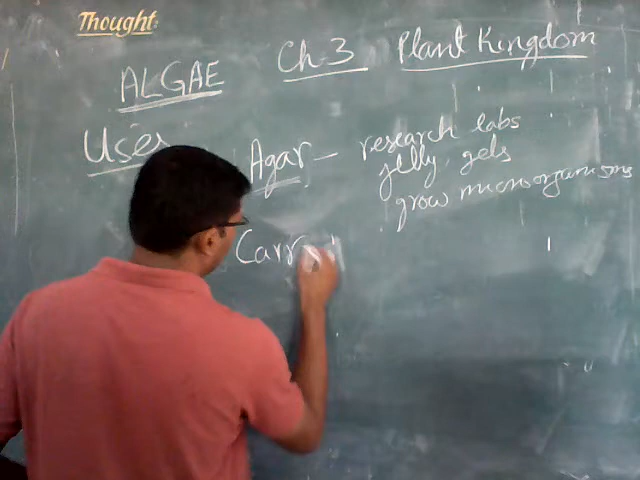 Thought
Ch 3 Plant Kingdom
ALGAE
Uses
Agar – research labs
jelly, gels
grow microorganisms
Carr